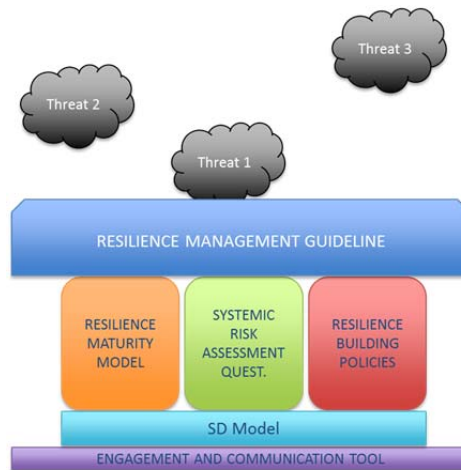 Threat 3
Threat 2
Threat 1
RESILIENCE MANAGEMENT GUIDELINE
RESILIENCE
MATURITY
MODEL
SYSTEMIC
RISK
ASSESSMENT
QUEST.
RESILIENCE
BUILDING
POLICIES
SD Model
ENGAGEMENT AND COMMUNICATION TOOL